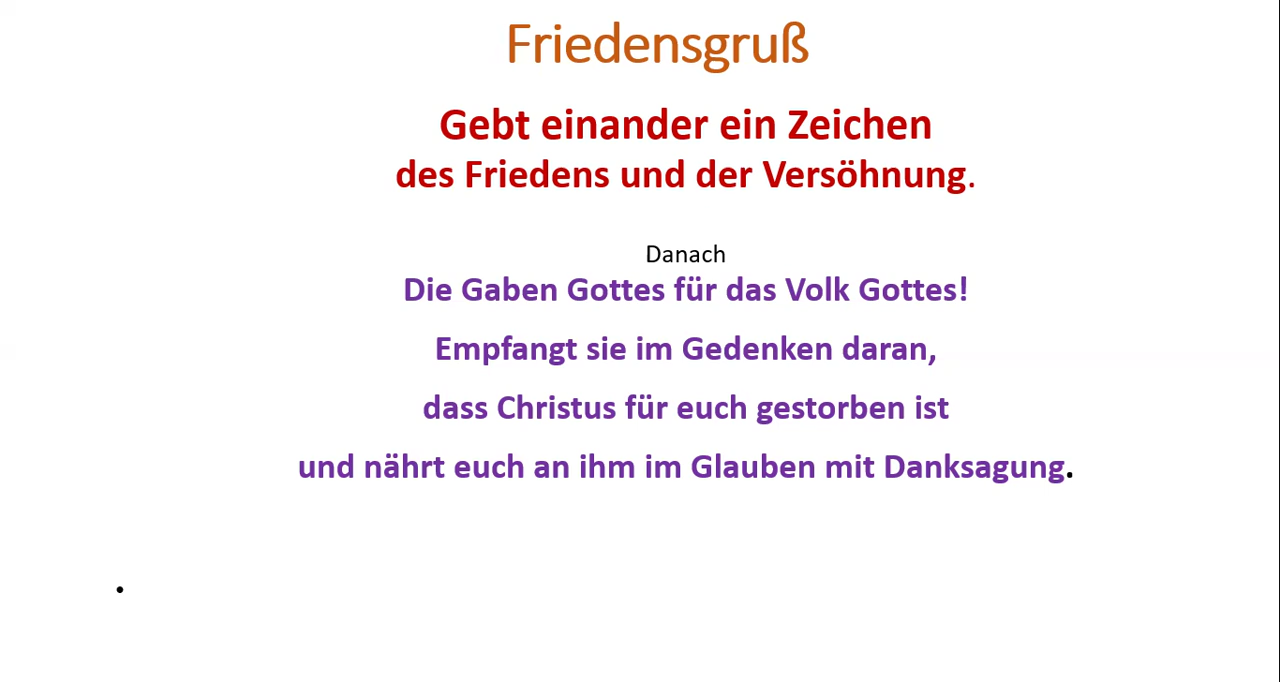 Friedensgruß
Gebt einander ein Zeichen
des Friedens und der Versöhnung.
Danach
Die Gaben Gottes für das Volk Gottes!
Empfangt sie im Gedenken daran,
dass Christus für euch gestorben ist
und nährt euch an ihm im Glauben mit Danksagung.
•